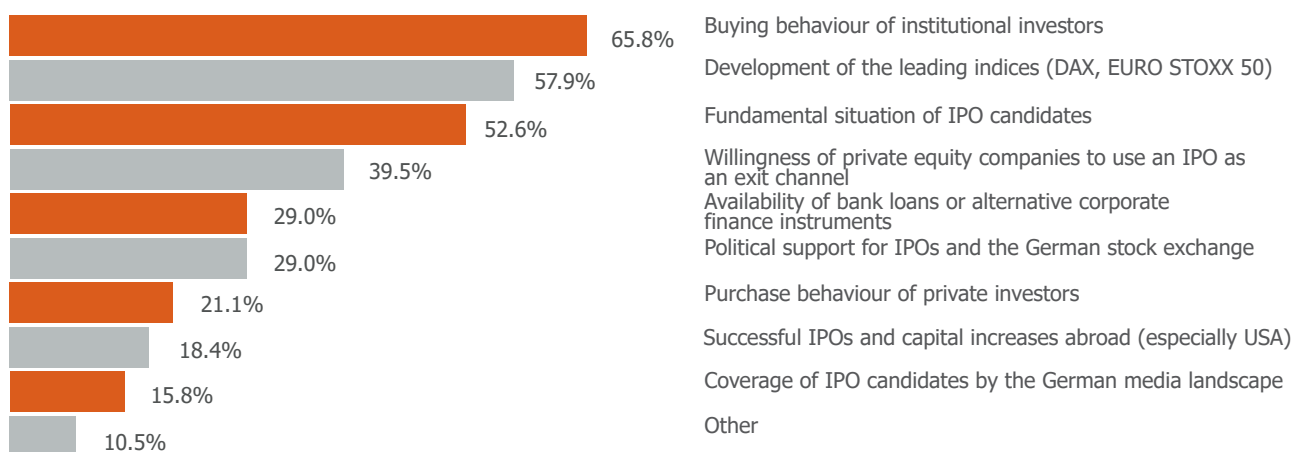 65.8% Buying behaviour of institutional investors
57.9% Development of the leading indices (DAX, EURO STOXX 50)
52.6% Fundamental situation of IPO candidates
39.5% Willingness of private equity companies to use an IPO as
an exit channel
29.0% Availability of bank loans or alternative corporate
finance instruments
29.0% Political support for IPOs and the German stock exchange
21.1% Purchase behaviour of private investors
18.4% Successful IPOs and capital increases abroad (especially USA)
15.8% Coverage of IPO candidates by the German media landscape
10.5% Other